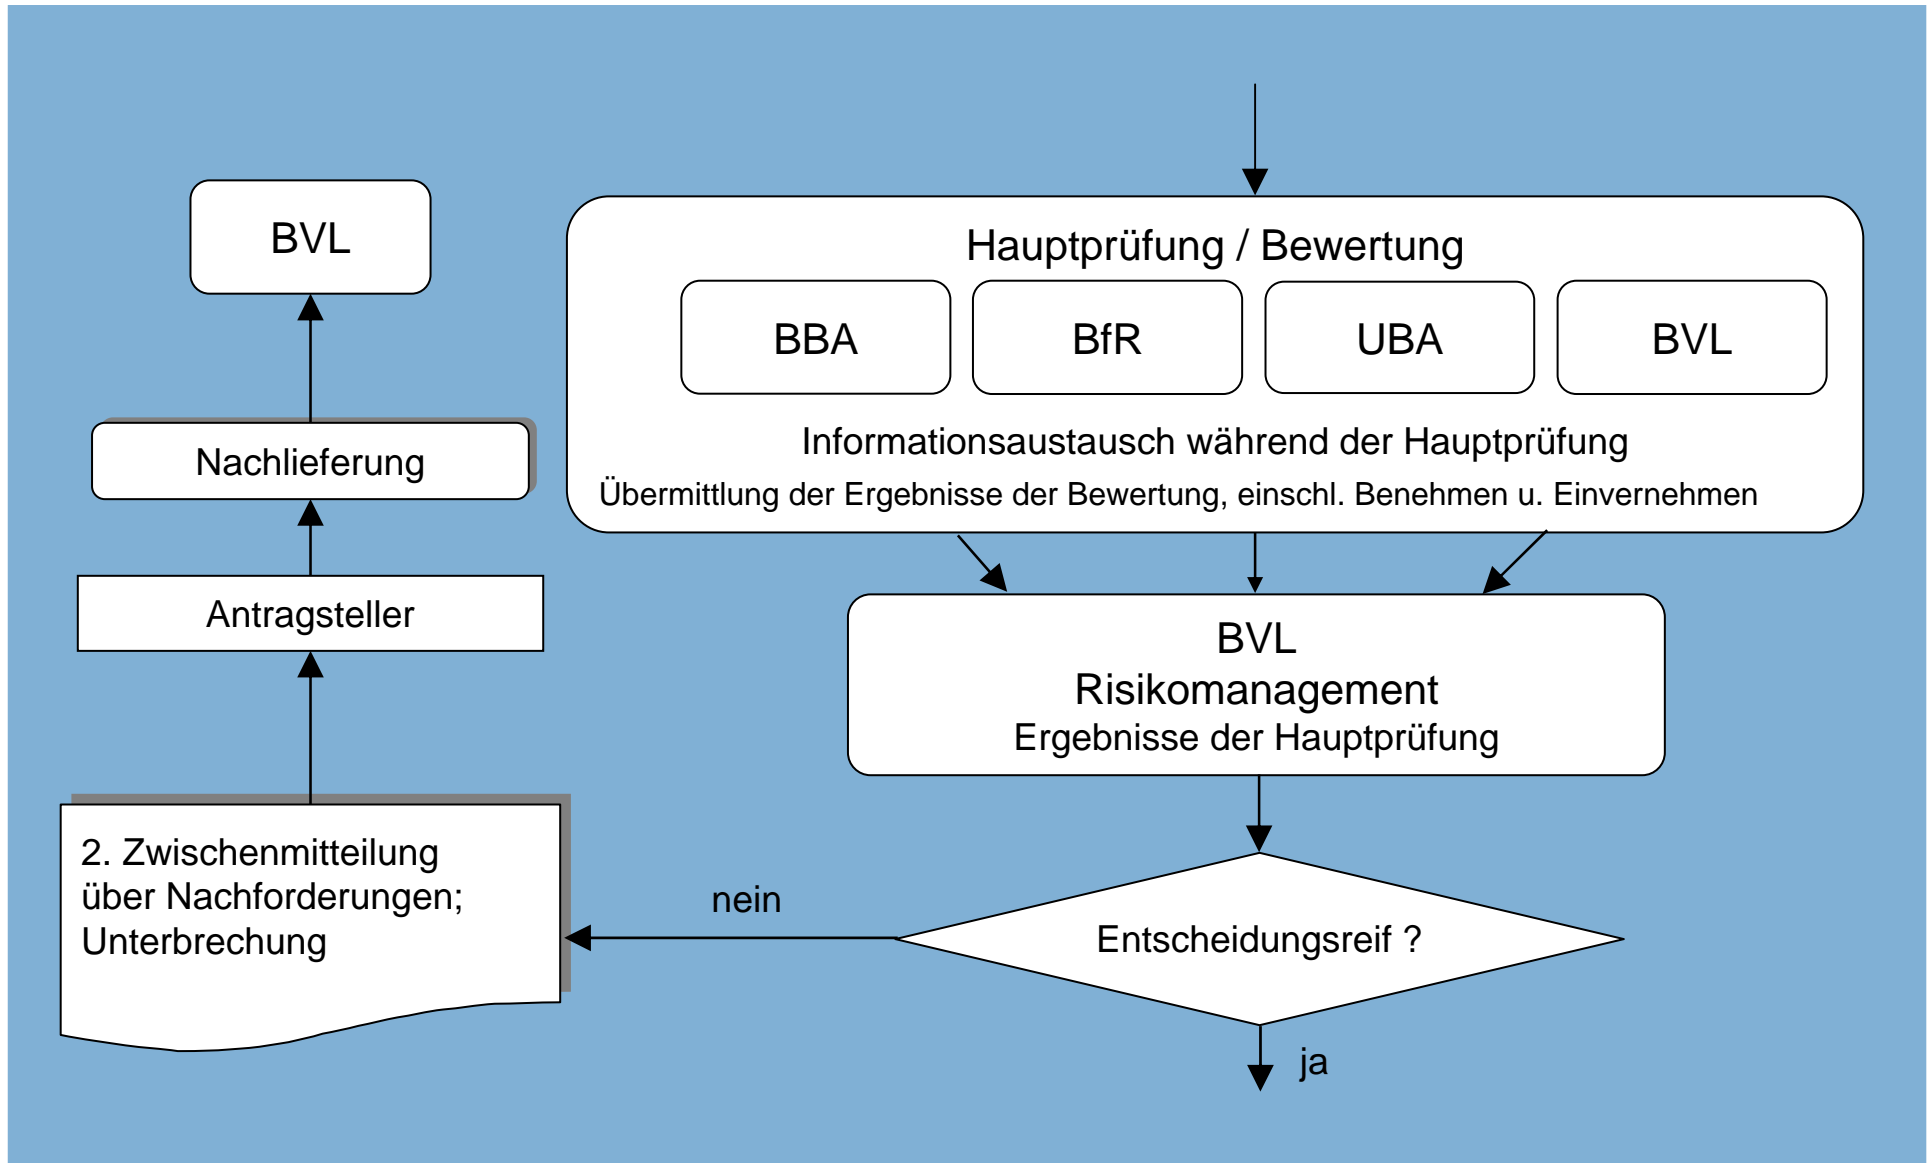 BVL
Nachlieferung
Antragsteller
2. Zwischenmitteilung
über Nachforderungen;
Unterbrechung
Hauptprüfung / Bewertung
BBA
BfR
UBA
BVL
Informationsaustausch während der Hauptprüfung
Übermittlung der Ergebnisse der Bewertung, einschl. Benehmen u. Einvernehmen
BVL
Risikomanagement
Ergebnisse der Hauptprüfung
nein
Entscheidungsreif ?
ja